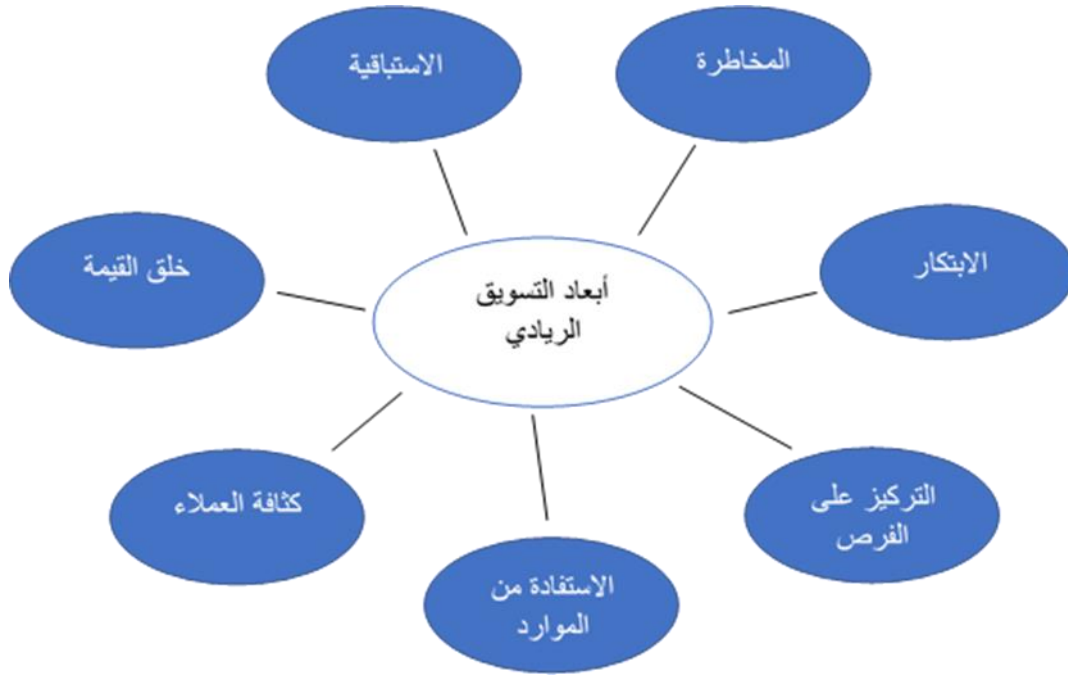 المخاطرة
الاستباقية
الابتكار
خلق القيمة
أبعاد التسويق
الريادي
التركيز على
الفرص
كثافة العملاء
الاستفادة من
الموارد